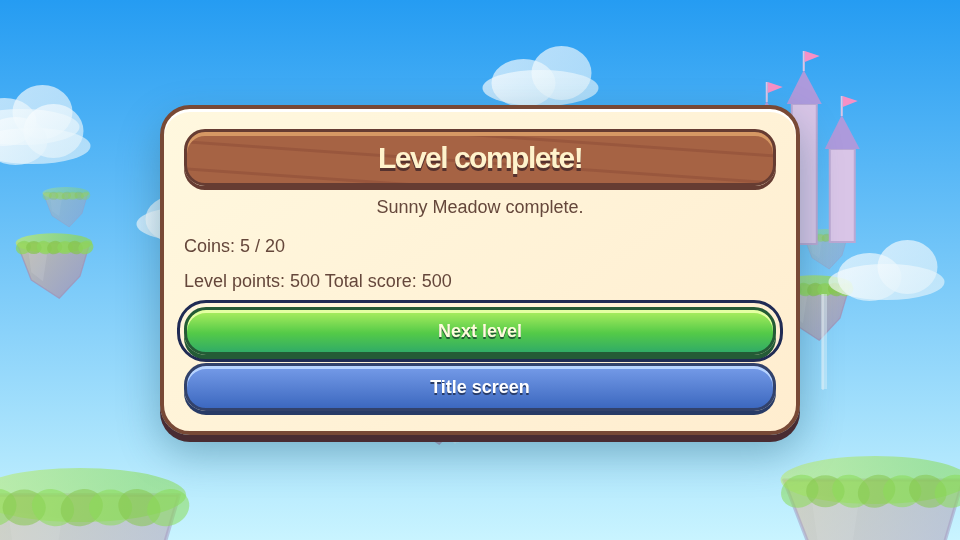 Level complete!
Sunny Meadow complete.
Coins: 5 / 20
Level points: 500 Total score: 500
Next level
Title screen